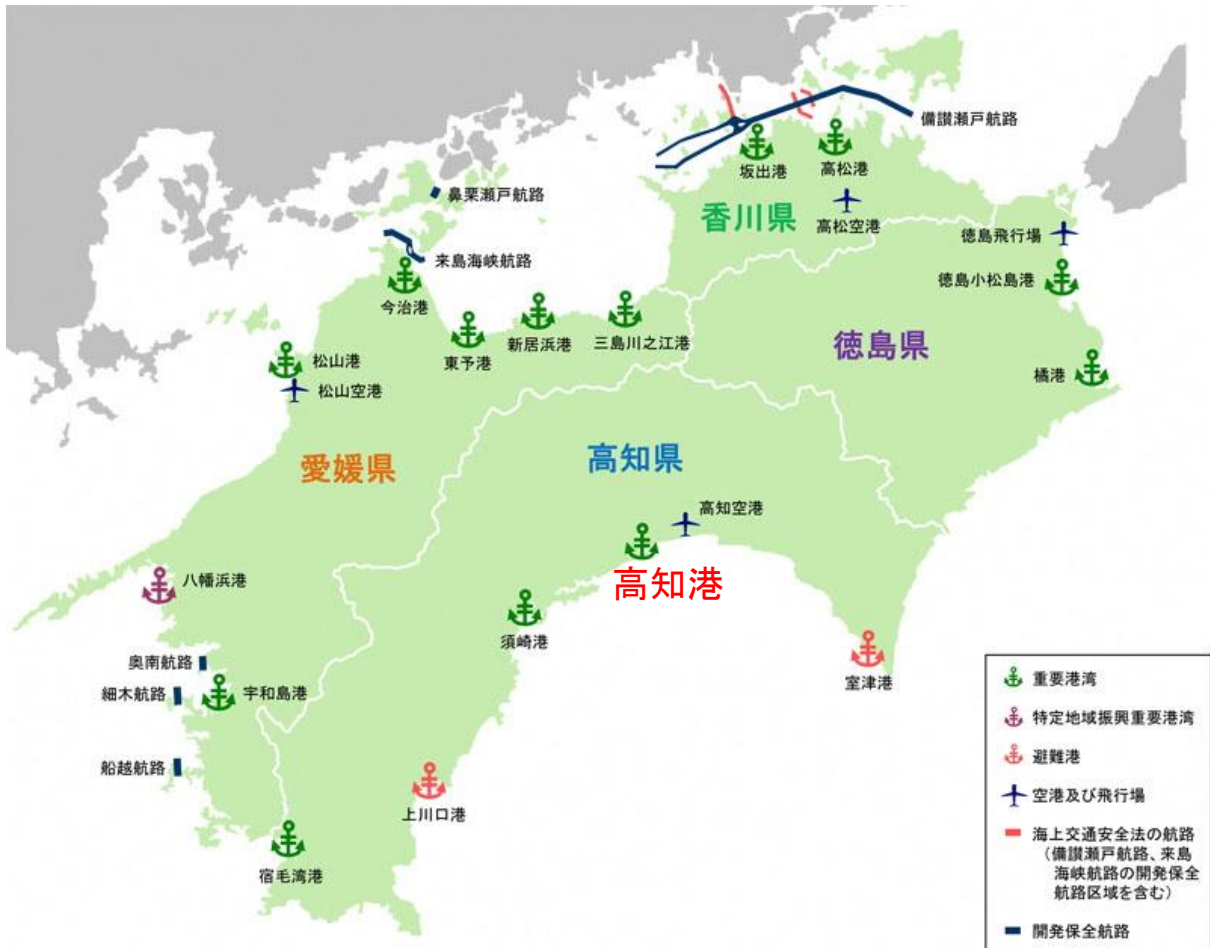 備讃瀬戸航路
坂出港
高松港
鼻栗瀬戸航路
香川県
高松空港
徳島飛行場
来島海峡航路
徳島小松島港
今治港
新居浜港
三島川之江港
東予港
徳島県
松山港
橘港
松山空港
愛媛県
高知県
高知空港
八幡浜港
高知港
須崎港
奥南航路
室津港
細木航路
宇和島港
船越航路
上川口港
宿毛湾港
重要港湾
特定地域振興重要港湾
避難港
空港及び飛行場
海上交通安全法の航路
（備讃瀬戸航路、来島
海峡航路の開発保全
航路区域を含む）
開発保全航路